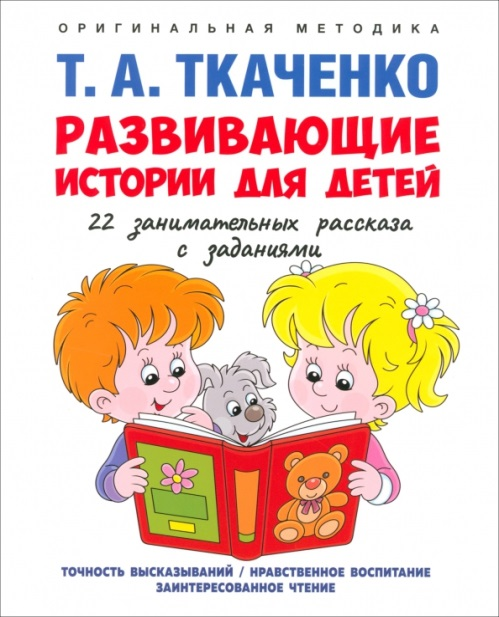 ОРИГИНАЛЬНАЯ МЕТОДИКА
Т. А. ТКАЧЕНКО
РАЗВИВАЮЩИЕ
ИСТОРИИ ДЛЯ ДЕТЕЙ
22 занимательных рассказа
с заданиями
ТОЧНОСТЬ ВЫСКАЗЫВАНИЙ / НРАВСТВЕННОЕ ВОСПИТАНИЕ
ЗАИНТЕРЕСОВАННОЕ ЧТЕНИЕ